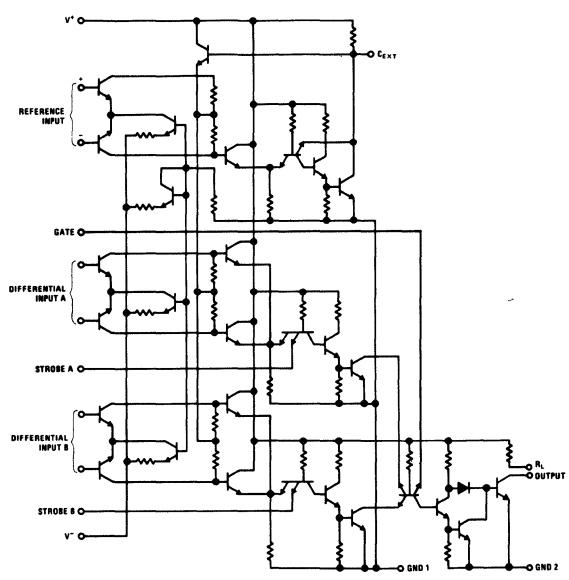 V+
CEXT
+
REFERENCE
INPUT
−
GATE
DIFFERENTIAL
INPUT A
STROBE A
DIFFERENTIAL
INPUT B
RL
OUTPUT
STROBE B
V−
GND 1
GND 2